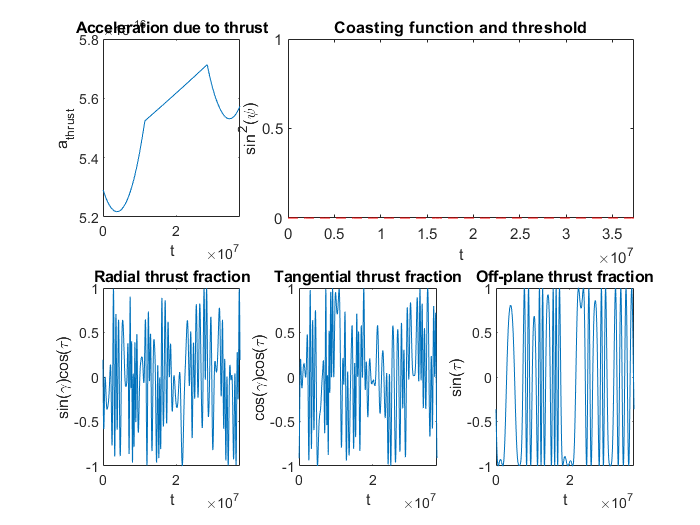 Acceleration due to thrust
5.8
5.6
5.4
5.2
a_thrust
0
2
t
×10^7
Coasting function and threshold
1
0.5
0
sin^2(ψ)
0
0.5
1
1.5
2
2.5
3
3.5
t
×10^7
Radial thrust fraction
1
0.5
0
-0.5
-1
sin(γ)cos(τ)
0
2
t
×10^7
Tangential thrust fraction
1
0.5
0
-0.5
-1
cos(γ)cos(τ)
0
2
t
×10^7
Off-plane thrust fraction
1
0.5
0
-0.5
-1
sin(τ)
0
2
t
×10^7